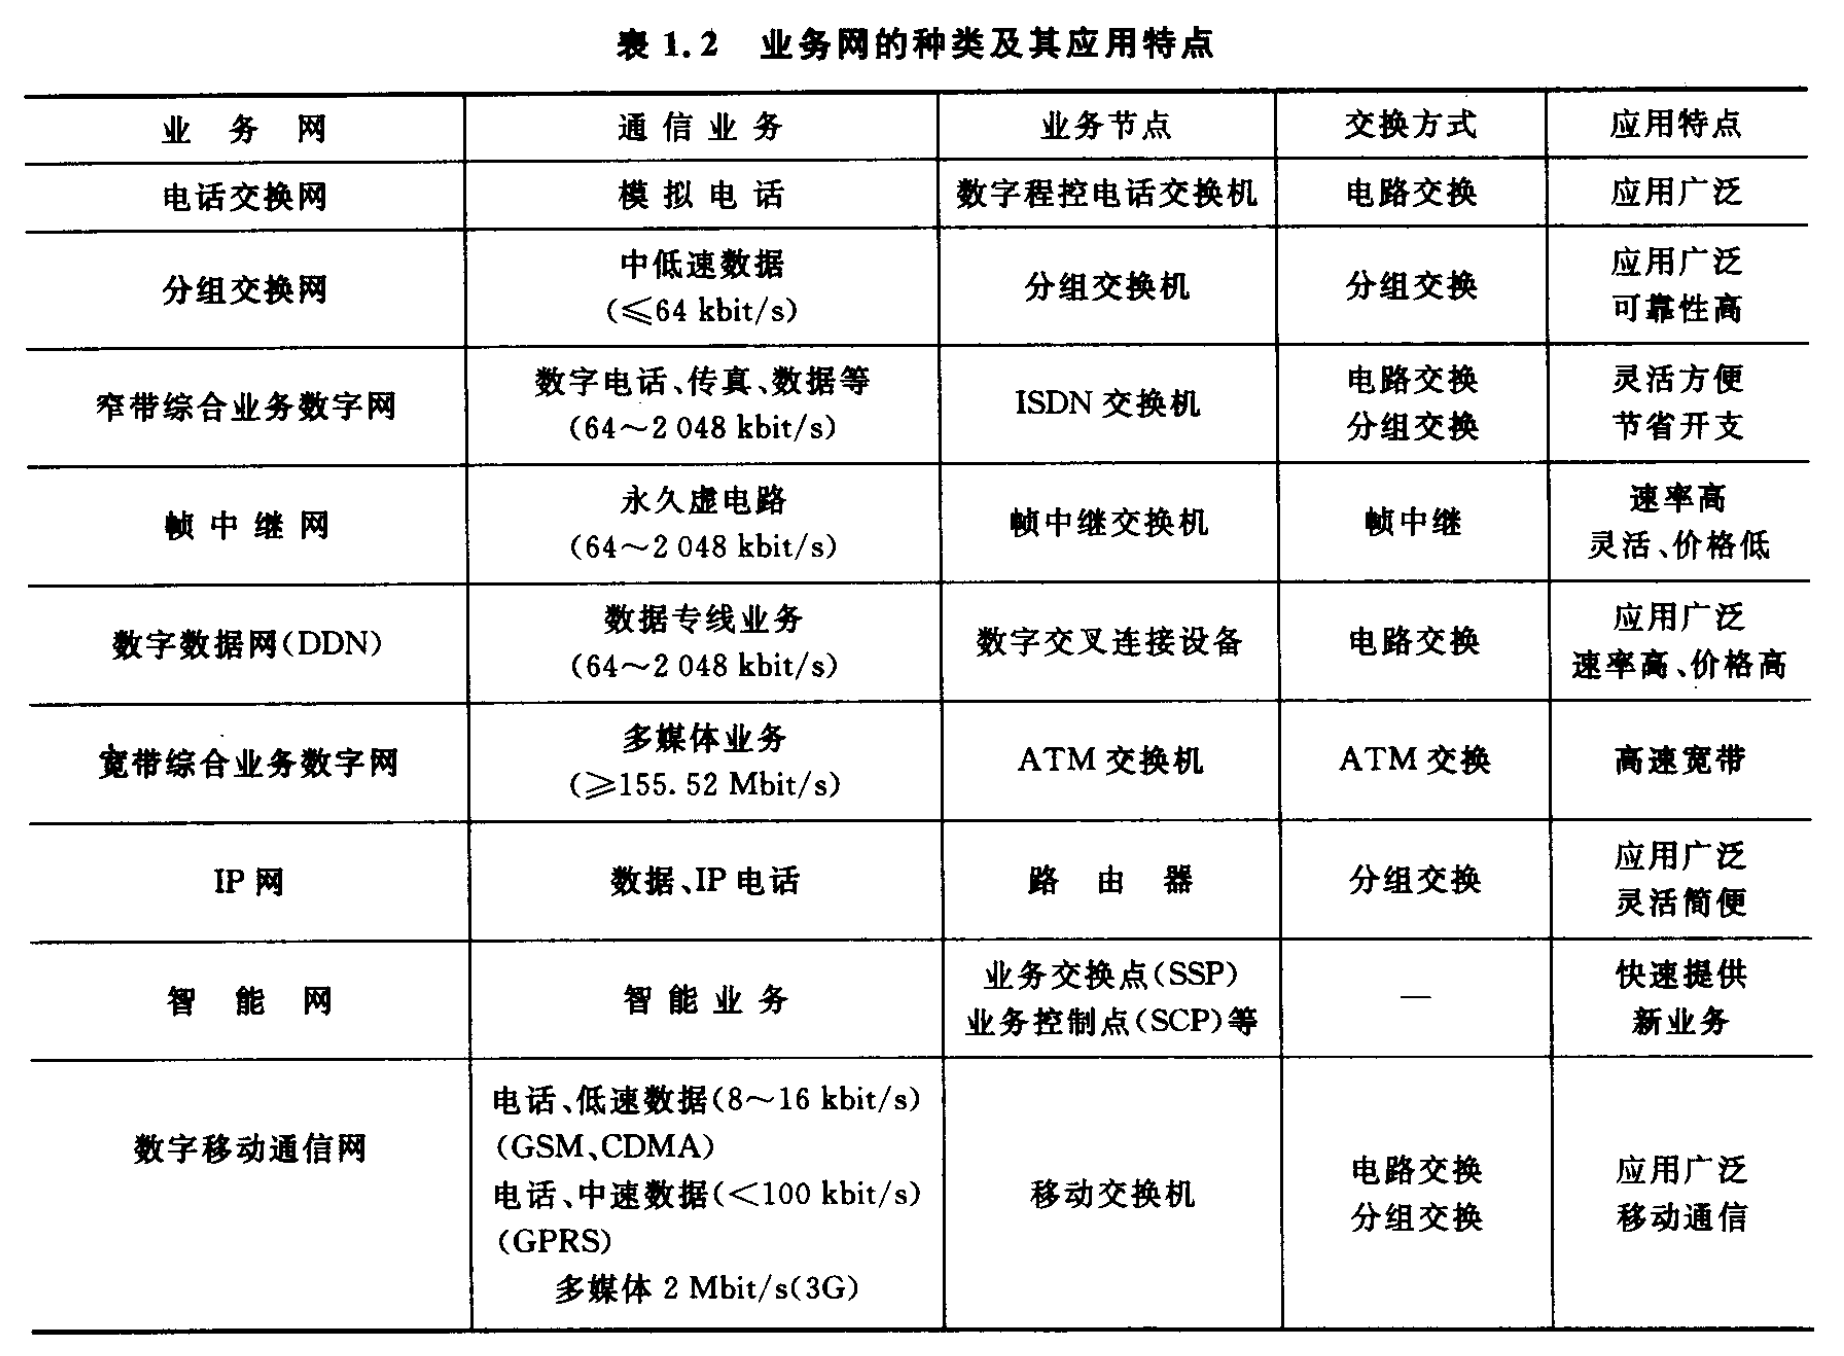 表 1.2 业务网的种类及其应用特点
业务网 通信业务 业务节点 交换方式 应用特点
电话交换网 模拟电话 数字程控电话交换机 电路交换 应用广泛
分组交换网 中低速数据 (≤64 kbit/s) 分组交换机 分组交换 应用广泛 可靠性高
窄带综合业务数字网 数字电话、传真、数据等 (64～2 048 kbit/s) ISDN 交换机 电路交换 分组交换 灵活方便 节省开支
帧中继网 永久虚电路 (64～2 048 kbit/s) 帧中继交换机 帧中继 速率高 灵活、价格低
数字数据网(DDN) 数据专线业务 (64～2 048 kbit/s) 数字交叉连接设备 电路交换 应用广泛 速率高、价格高
宽带综合业务数字网 多媒体业务 (≥155.52 Mbit/s) ATM 交换机 ATM 交换 高速宽带
IP 网 数据、IP 电话 路由器 分组交换 应用广泛 灵活简便
智能网 智能业务 业务交换点(SSP) 业务控制点(SCP)等 — 快速提供 新业务
数字移动通信网 电话、低速数据(8～16 kbit/s) (GSM、CDMA) 电话、中速数据(<100 kbit/s) (GPRS) 多媒体 2 Mbit/s(3G) 移动交换机 电路交换 分组交换 应用广泛 移动通信